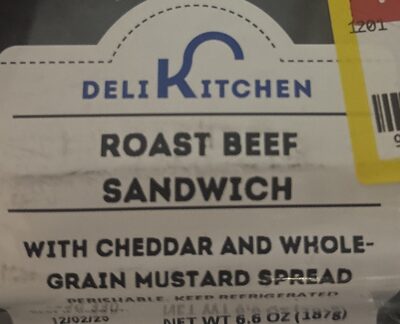 1201
DELI KITCHEN
ROAST BEEF
SANDWICH
WITH CHEDDAR AND WHOLE-
GRAIN MUSTARD SPREAD
PERISHABLE. KEEP REFRIGERATED
12/02/20
NET WT 6.6 OZ (187g)